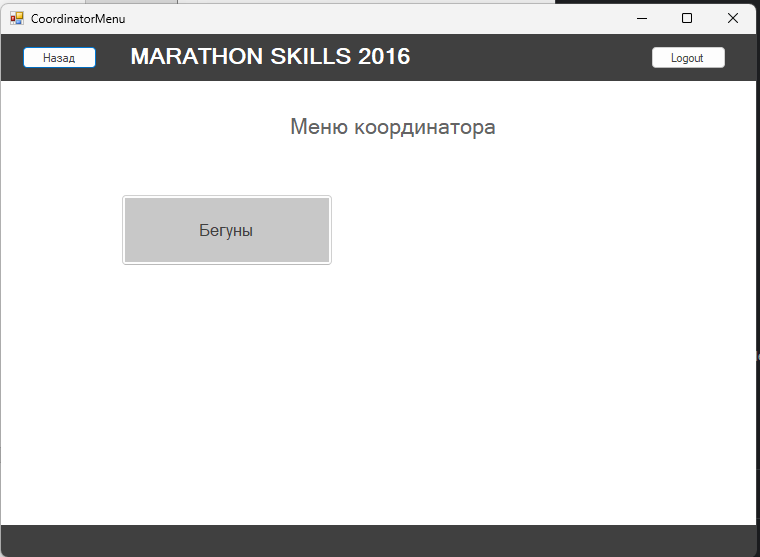 CoordinatorMenu
Назад
MARATHON SKILLS 2016
Logout
Меню координатора
Бегуны